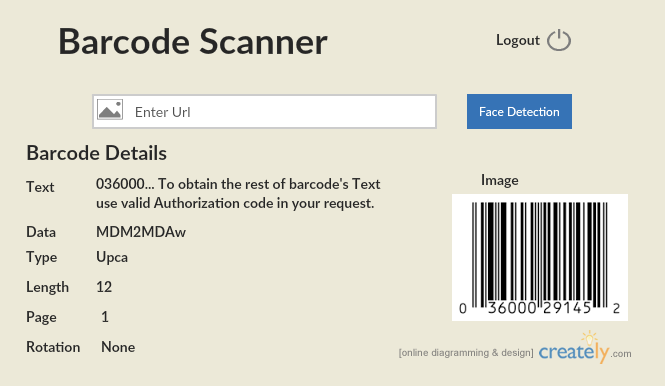 Barcode Scanner
Logout
Enter Url
Face Detection
Barcode Details
Text 036000... To obtain the rest of barcode's Text
use valid Authorization code in your request.
Data MDM2MDAw
Type Upca
Length 12
Page 1
Rotation None
Image
0 36000 29145 2
[online diagramming & design] creately.com